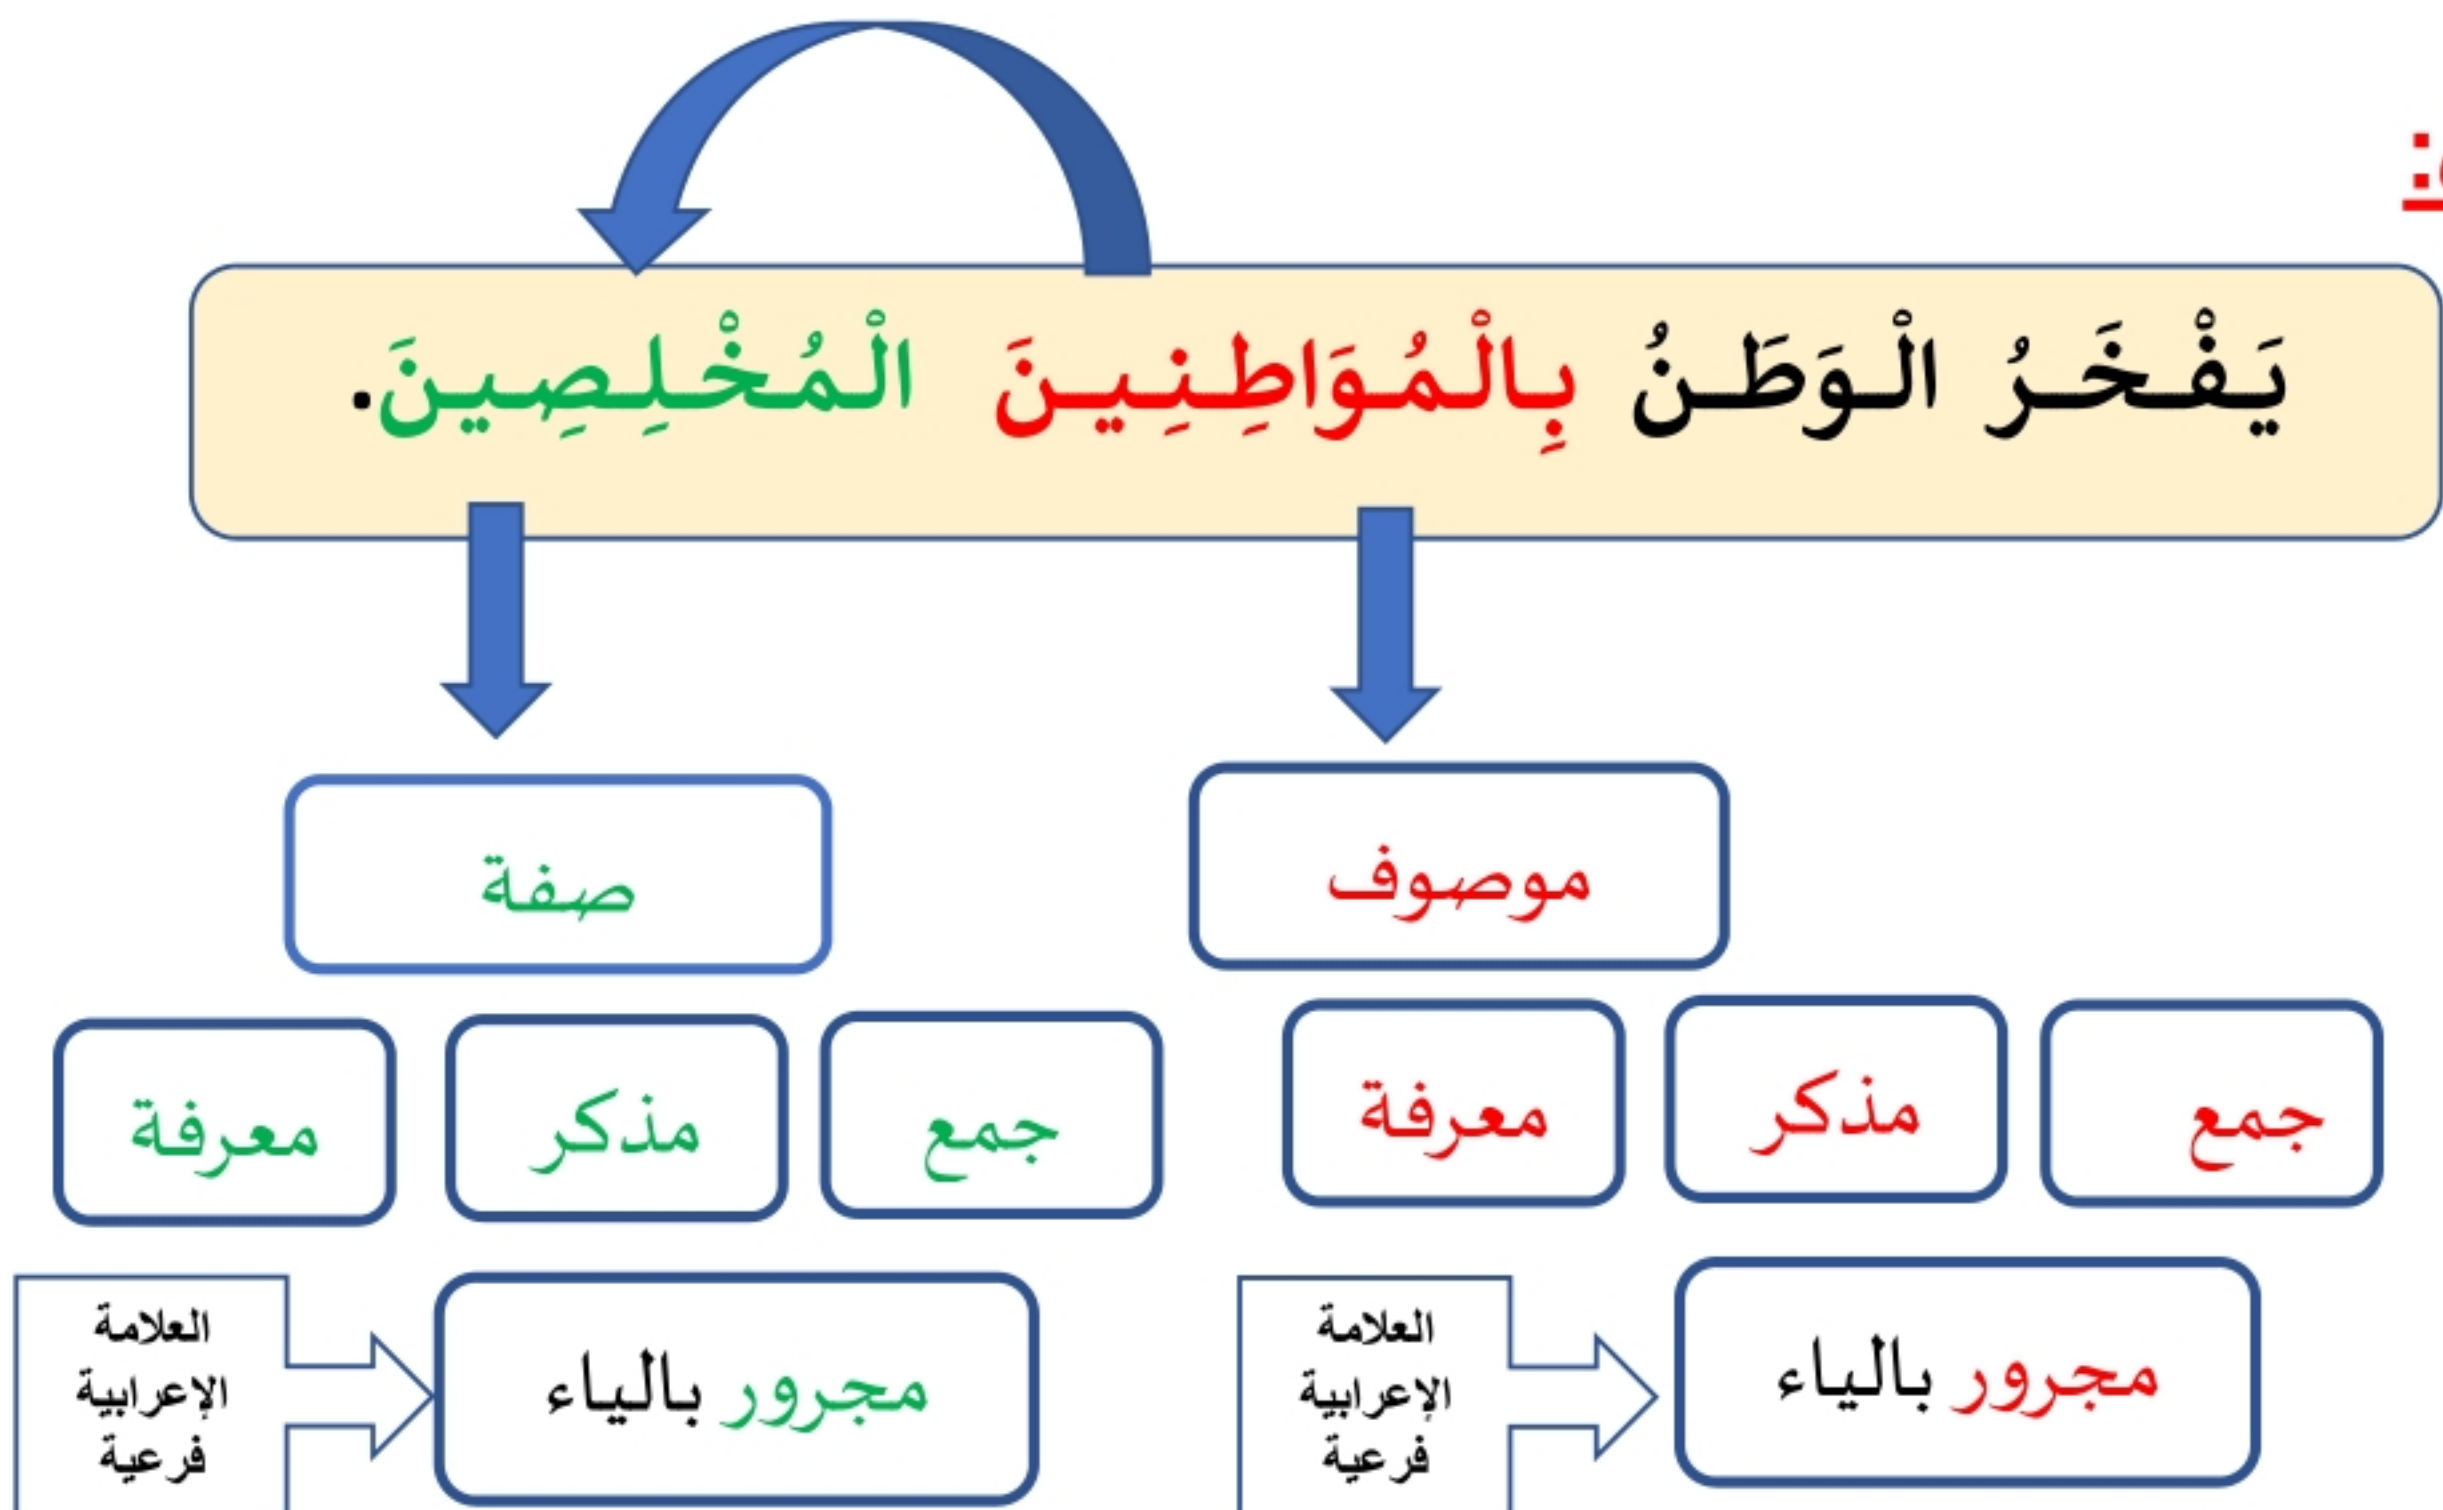 يَفْخَرُ الْوَطَنُ بِالْمُوَاطِنِينَ الْمُخْلِصِينَ.
موصوف
صفة
جمع
مذكر
معرفة
جمع
مذكر
معرفة
مجرور بالياء
العلامة
الإعرابية
فرعية
مجرور بالياء
العلامة
الإعرابية
فرعية